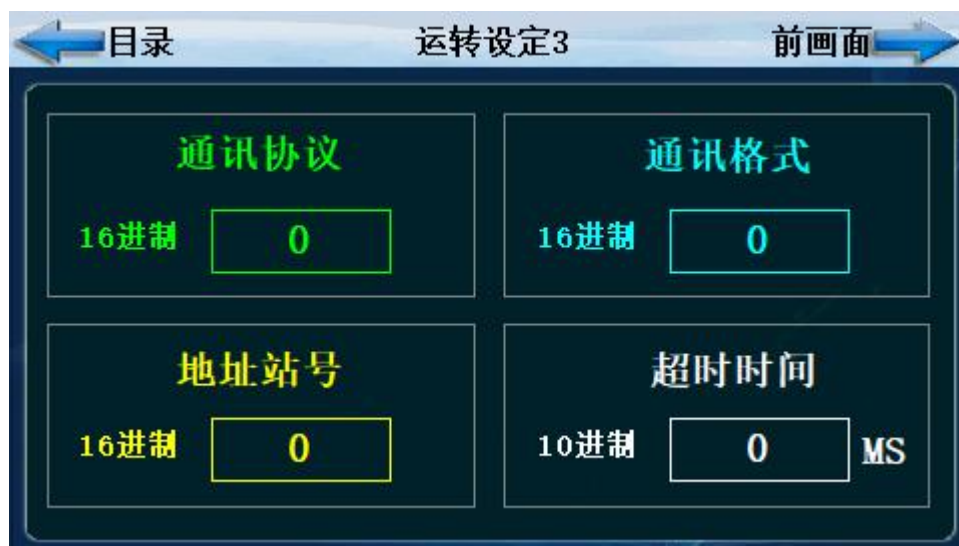 目录 运转设定3 前画面
通讯协议 通讯格式
16进制 0 16进制 0
地址站号 超时时间
16进制 0 10进制 0 MS